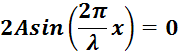 2Asin(2π/λ x) = 0